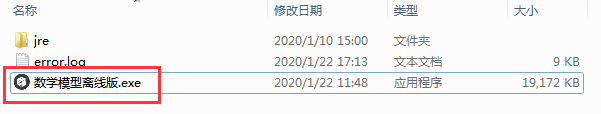 名称 修改日期 类型 大小
jre 2020/1/10 15:00 文件夹
error.log 2020/1/22 17:13 文本文档 9 KB
数学模型离线版.exe 2020/1/22 11:48 应用程序 19,172 KB